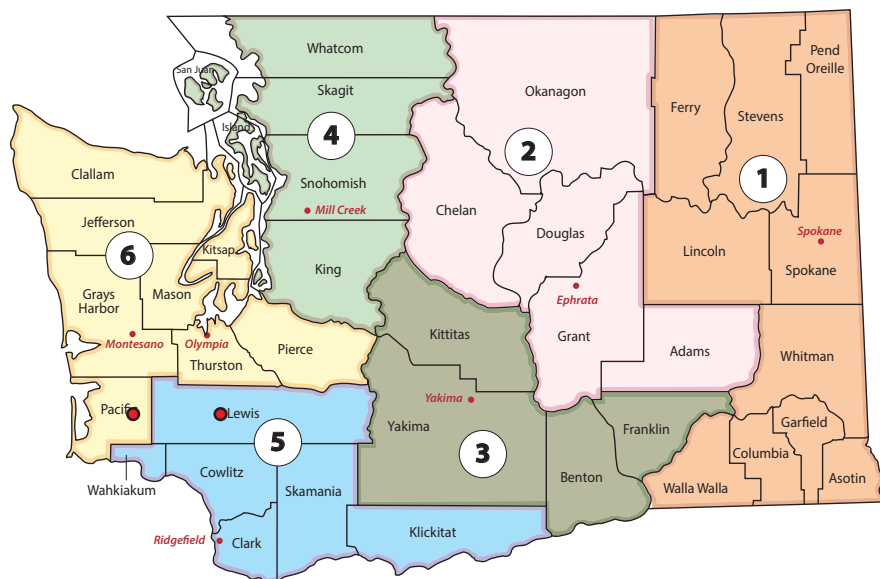 Whatcom
San Juan
Skagit
Island
4
Snohomish
Mill Creek
King
Okanagon
2
Chelan
Douglas
Ephrata
Grant
Adams
Ferry
Stevens
Pend
Oreille
1
Lincoln
Spokane
Spokane
Whitman
Garfield
Columbia
Walla Walla
Asotin
Clallam
Jefferson
6
Kitsap
Grays
Harbor
Mason
Montesano
Olympia
Thurston
Pierce
Pacific
Kittitas
Yakima
Yakima
3
Franklin
Benton
Lewis
5
Wahkiakum
Cowlitz
Skamania
Ridgefield
Clark
Klickitat